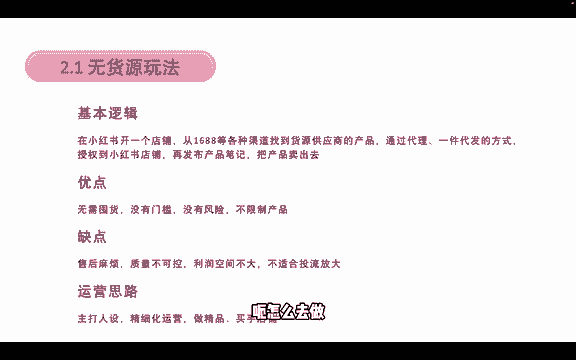 2.1 无货源玩法
基本逻辑
在小红书开一个店铺，从1688等各种渠道找到货源供应商的产品，通过代理、一件代发的方式，
授权到小红书店铺，再发布产品笔记，把产品卖出去
优点
无需囤货，没有门槛，没有风险，不限制产品
缺点
售后麻烦，质量不可控，利润空间不大，不适合投流放大
运营思路
呃怎么去做
主打人设，精细化运营，做精品、买手店铺